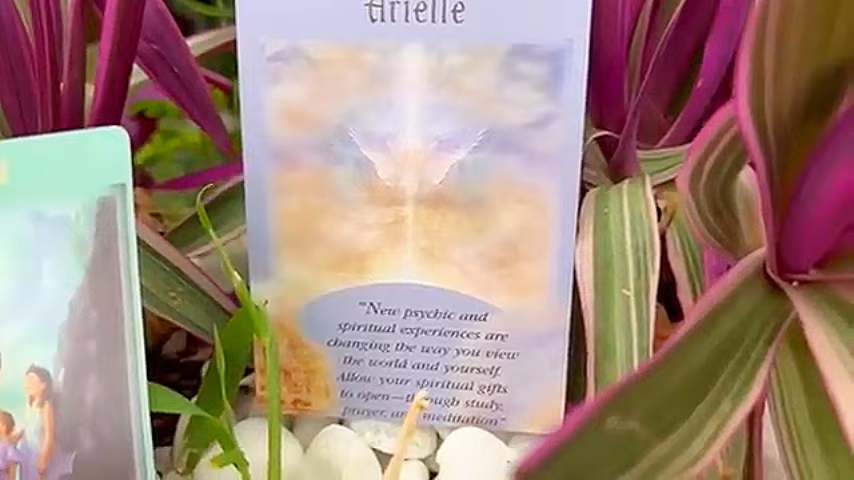 Arielle
"New psychic and
spiritual experiences are
changing the way you view
the world and yourself.
Allow your spiritual gifts
to open—through study,
prayer, and meditation"